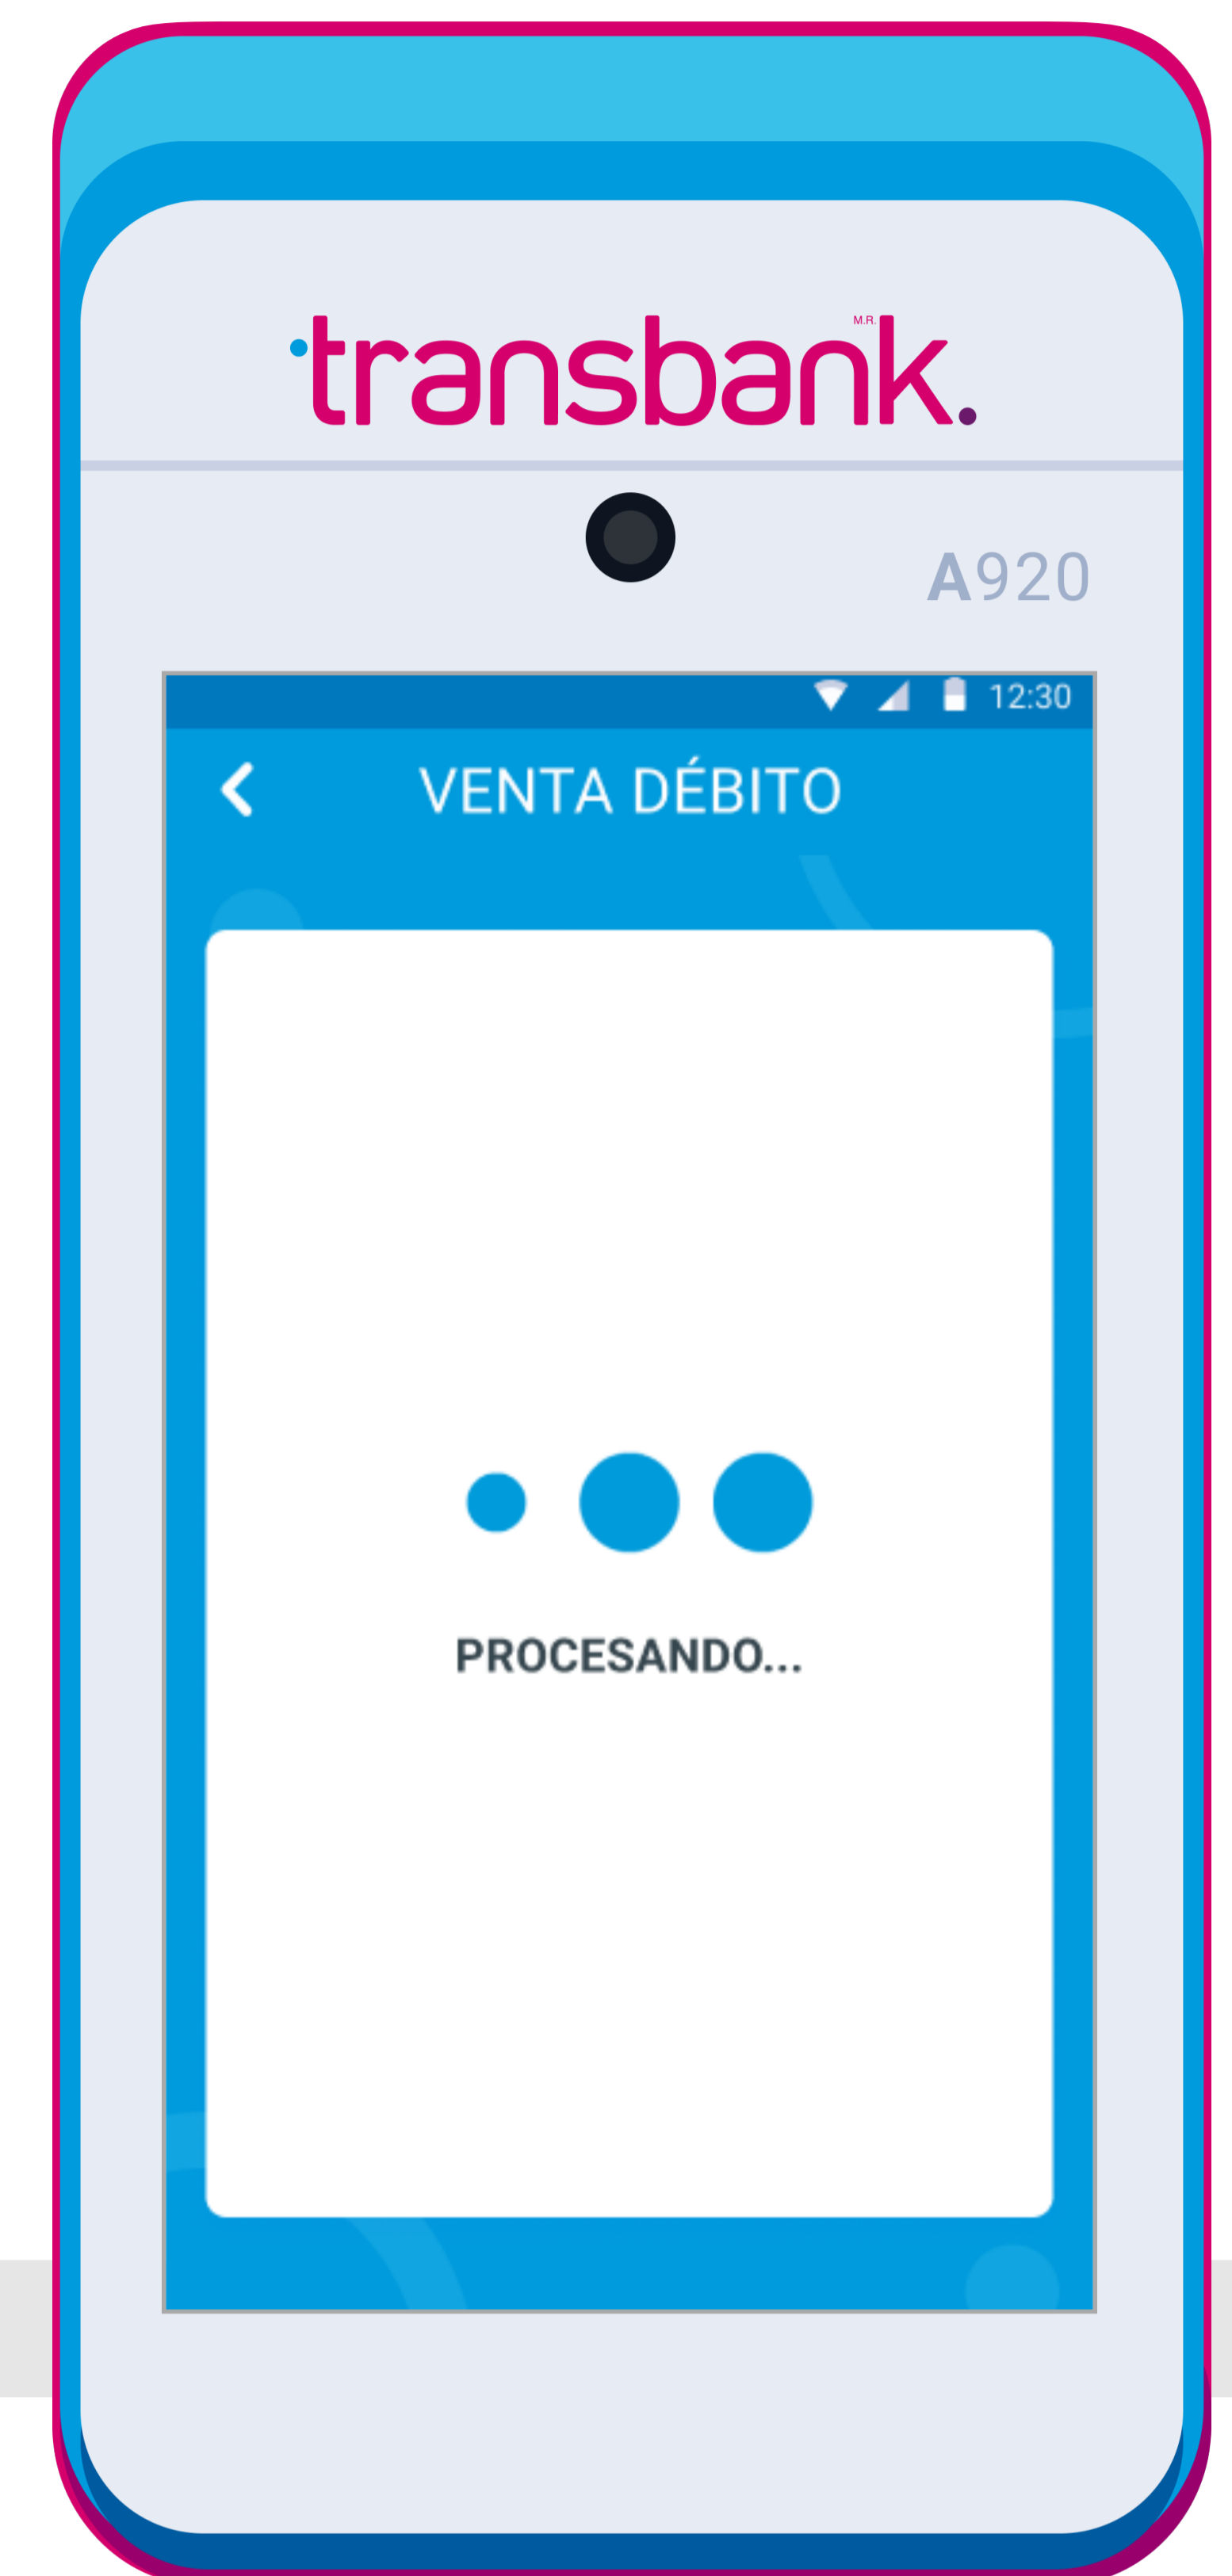 transbank.
M.R.
A920
12:30
VENTA DÉBITO
PROCESANDO...